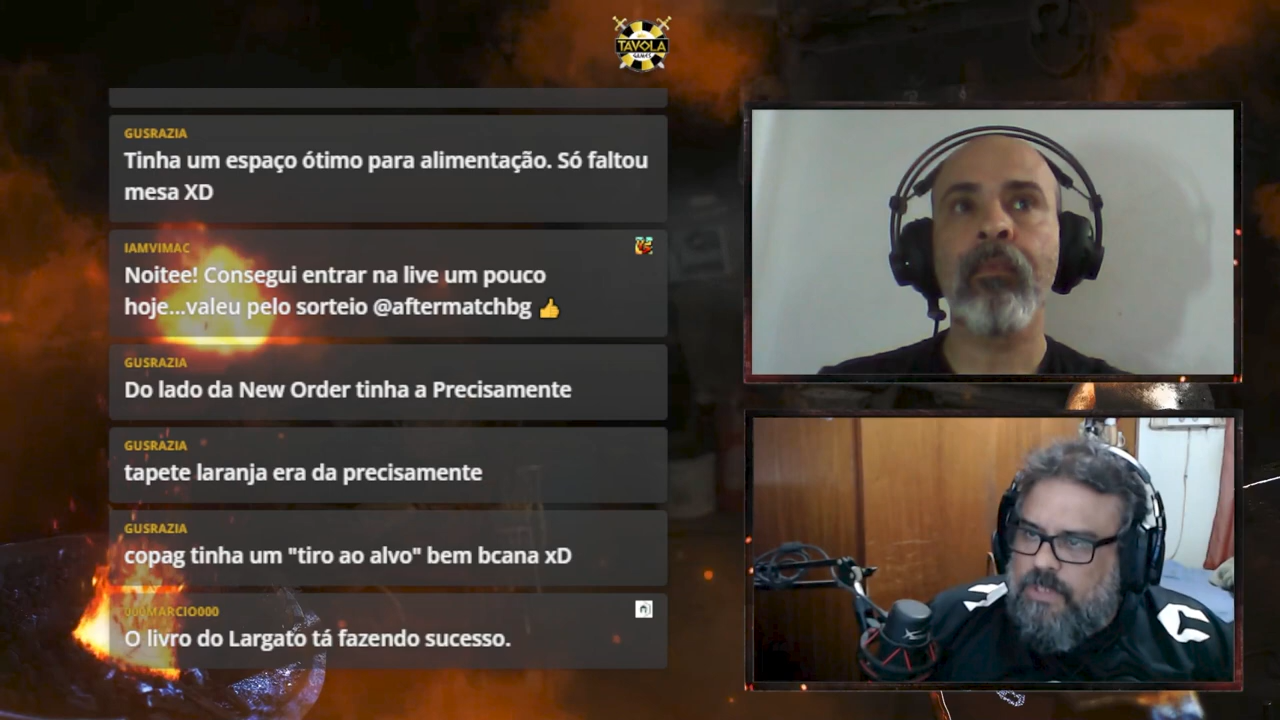 TAVOLA
GAMES
GUSRAZIA
Tinha um espaço ótimo para alimentação. Só faltou
mesa XD
IAMVIMAC
Noitee! Consegui entrar na live um pouco
hoje...valeu pelo sorteio @aftermatchbg 👍
GUSRAZIA
Do lado da New Order tinha a Precisamente
GUSRAZIA
tapete laranja era da precisamente
GUSRAZIA
copag tinha um "tiro ao alvo" bem bcana xD
000MARCIO000
O livro do Largato tá fazendo sucesso.